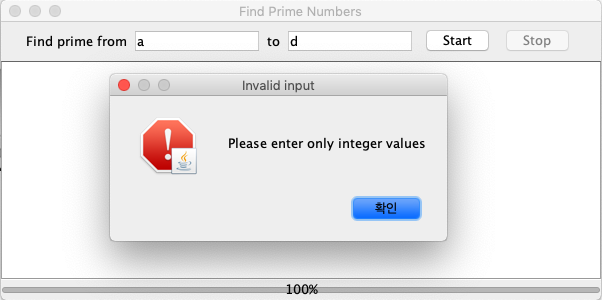 Find Prime Numbers
Find prime from a to d Start Stop
Invalid input
Please enter only integer values
확인
100%